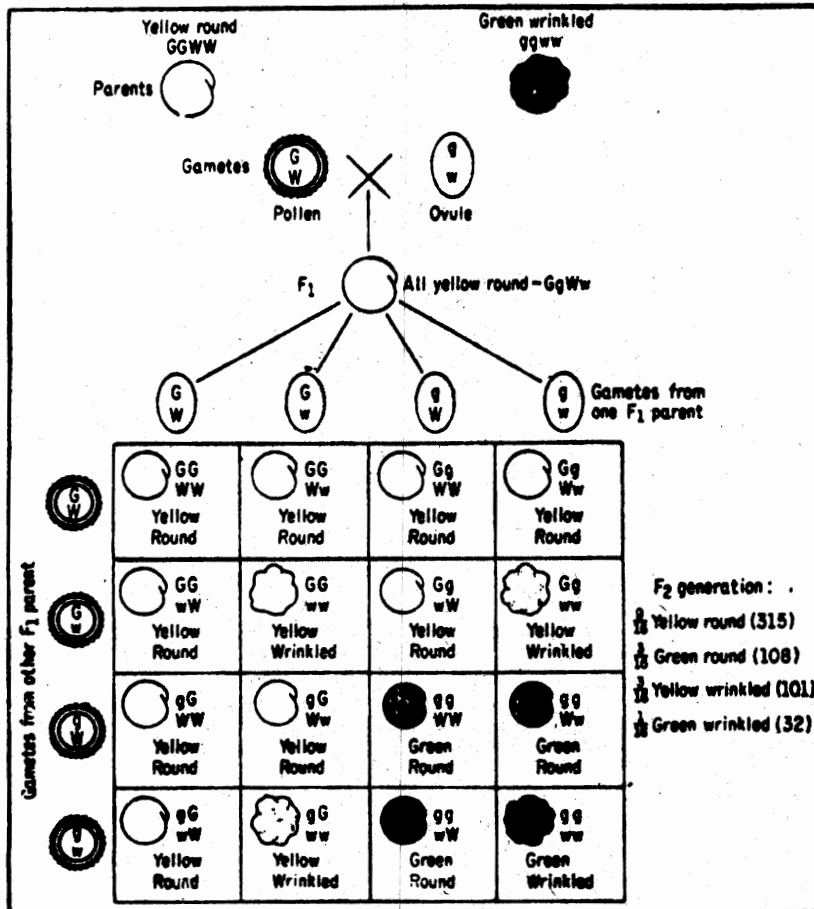 Yellow round
GGWW
Green wrinkled
ggww
Parents
Gametes
G
W
g
w
Pollen
Ovule
F1
All yellow round-GgWw
G
W
G
w
g
W
g
w
Gametes from
one F1 parent
Gametes from other F1 parent
G
W
GG
WW
Yellow
Round
GG
Ww
Yellow
Round
Gg
WW
Yellow
Round
Gg
Ww
Yellow
Round
G
w
GG
wW
Yellow
Round
GG
ww
Yellow
Wrinkled
Gg
wW
Yellow
Round
Gg
ww
Yellow
Wrinkled
g
W
gG
WW
Yellow
Round
gG
Ww
Yellow
Round
gg
WW
Green
Round
gg
Ww
Green
Round
g
w
gG
wW
Yellow
Round
gG
ww
Yellow
Wrinkled
gg
wW
Green
Round
gg
ww
Green
Wrinkled
F2 generation:
9/16 Yellow round (315)
3/16 Green round (108)
3/16 Yellow wrinkled (101)
1/16 Green wrinkled (32)